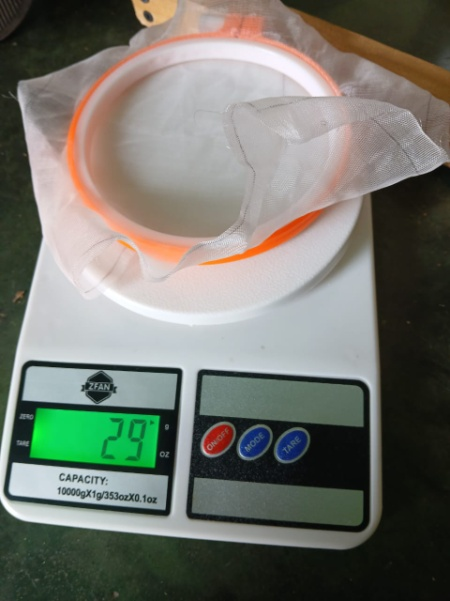 ZFAN
ZERO
TARE
29
g
OZ
CAPACITY:
10000gX1g/353ozX0.1oz
ON/OFF
MODE
TARE